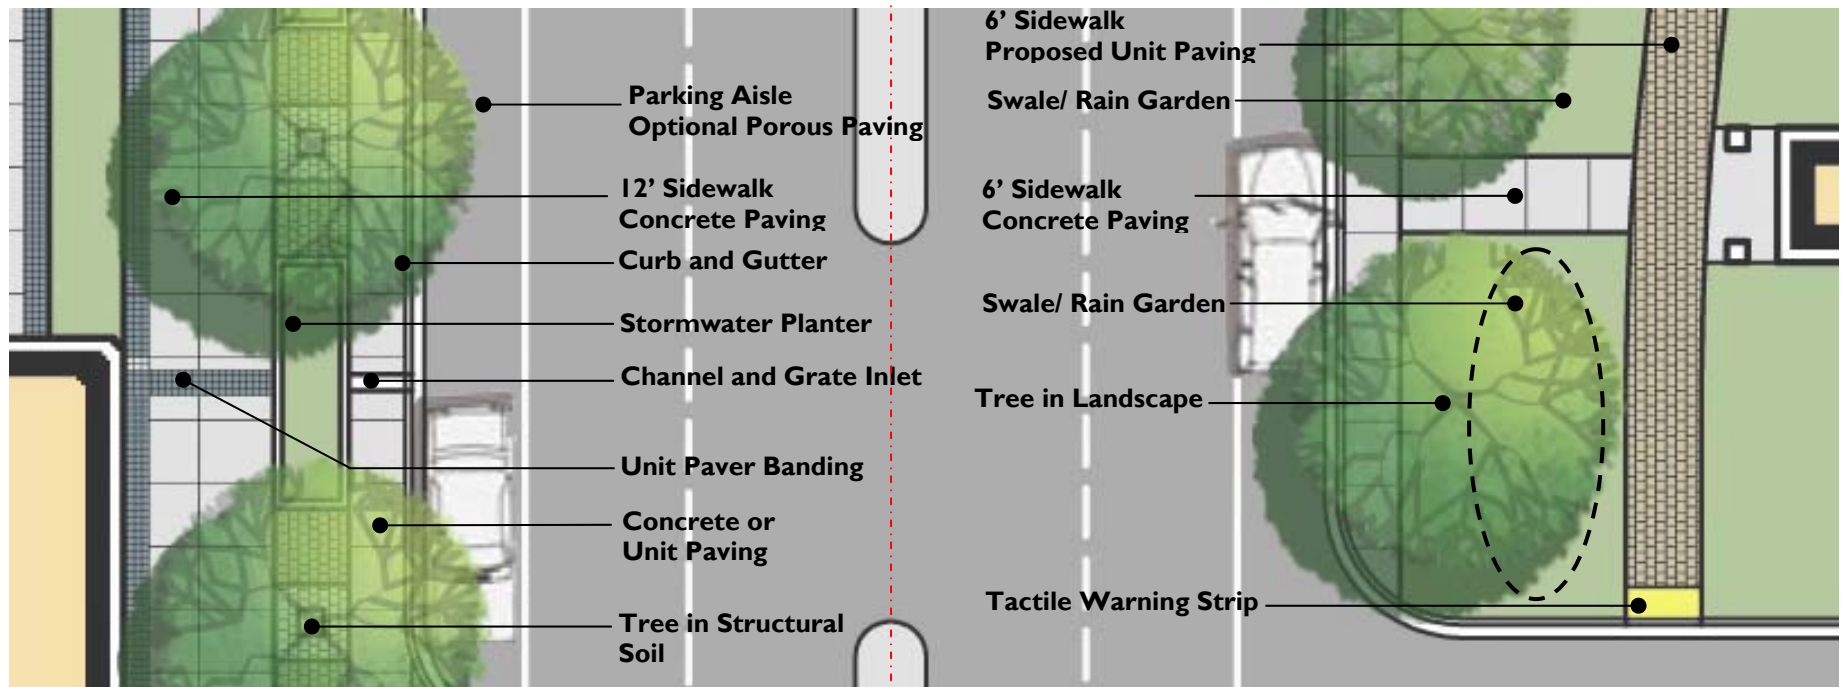 Parking Aisle
Optional Porous Paving
12’ Sidewalk
Concrete Paving
Curb and Gutter
Stormwater Planter
Channel and Grate Inlet
Unit Paver Banding
Concrete or
Unit Paving
Tree in Structural
Soil
6’ Sidewalk
Proposed Unit Paving
Swale/ Rain Garden
6’ Sidewalk
Concrete Paving
Swale/ Rain Garden
Tree in Landscape
Tactile Warning Strip